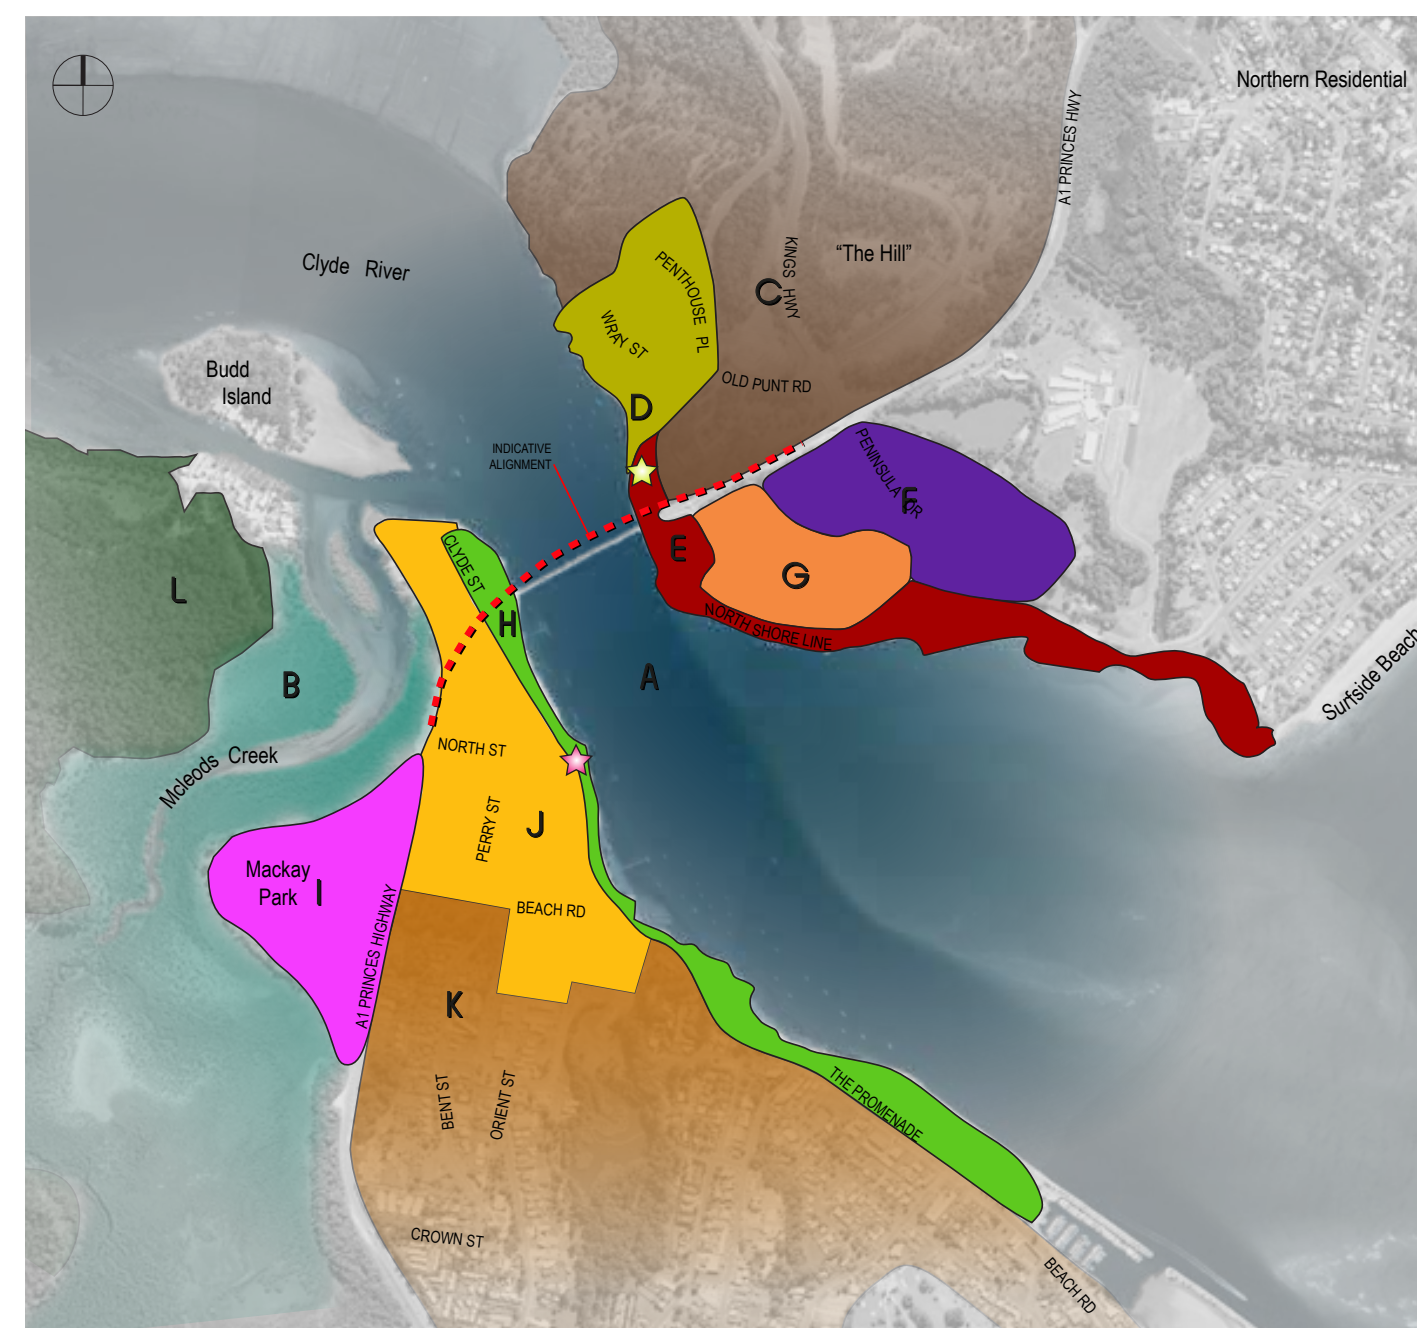 Northern Residential
A1 PRINCES HWY
Clyde River
KINGS HWY
"The Hill"
C
PENTHOUSE PL
WRAY ST
Budd
Island
OLD PUNT RD
D
INDICATIVE
ALIGNMENT
PENINSULA DR
F
CLYDE ST
E
G
L
H
NORTH SHORE LINE
A
B
Surfside Beach
NORTH ST
Mcleods Creek
PERRY ST
J
Mackay
Park
I
BEACH RD
A1 PRINCES HIGHWAY
K
BENT ST
ORIENT ST
THE PROMENADE
CROWN ST
BEACH RD